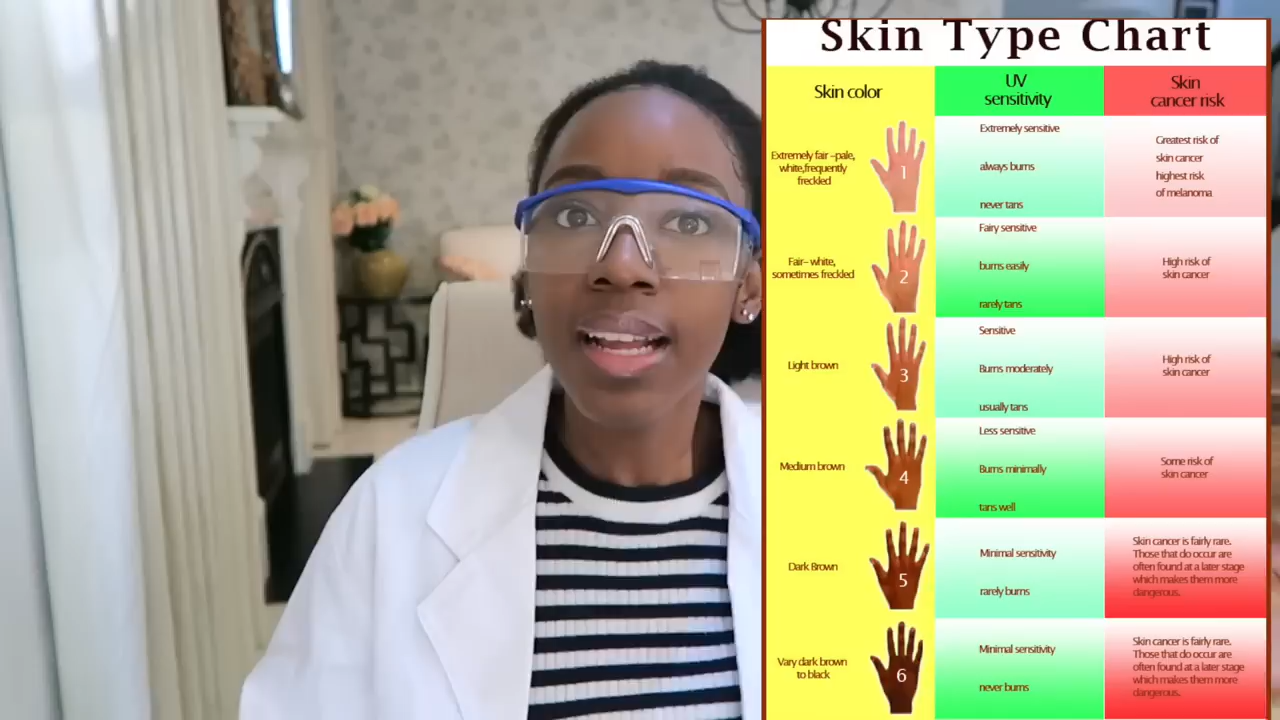 Skin Type Chart
Skin color
UV
sensitivity
Skin
cancer risk
Extremely fair -pale,
white,frequently
freckled
1
Extremely sensitive
always burns
never tans
Greatest risk of
skin cancer
highest risk
of melanoma
Fair- white,
sometimes freckled
2
Fairy sensitive
burns easily
rarely tans
High risk of
skin cancer
Light brown
3
Sensitive
Burns moderately
usually tans
High risk of
skin cancer
Medium brown
4
Less sensitive
Burns minimally
tans well
Some risk of
skin cancer
Dark Brown
5
Minimal sensitivity
rarely burns
Skin cancer is fairly rare.
Those that do occur are
often found at a later stage
which makes them more
dangerous.
Vary dark brown
to black
6
Minimal sensitivity
never burns
Skin cancer is fairly rare.
Those that do occur are
often found at a later stage
which makes them more
dangerous.